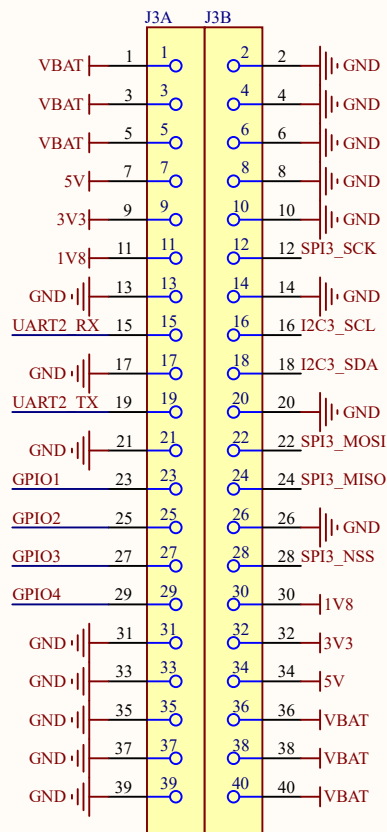 J3A J3B
VBAT 1 1 2 2 GND
VBAT 3 3 4 4 GND
VBAT 5 5 6 6 GND
5V 7 7 8 8 GND
3V3 9 9 10 10 GND
1V8 11 11 12 12 SPI3_SCK
GND 13 13 14 14 GND
UART2_RX 15 15 16 16 I2C3_SCL
GND 17 17 18 18 I2C3_SDA
UART2_TX 19 19 20 20 GND
GND 21 21 22 22 SPI3_MOSI
GPIO1 23 23 24 24 SPI3_MISO
GPIO2 25 25 26 26 GND
GPIO3 27 27 28 28 SPI3_NSS
GPIO4 29 29 30 30 1V8
GND 31 31 32 32 3V3
GND 33 33 34 34 5V
GND 35 35 36 36 VBAT
GND 37 37 38 38 VBAT
GND 39 39 40 40 VBAT